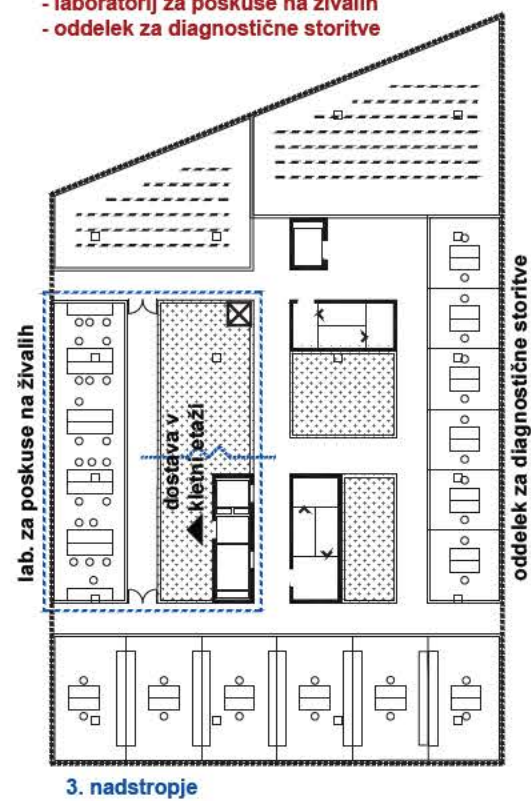 - laboratorij za poskuse na živalih
- oddelek za diagnostične storitve
lab. za poskuse na živalih
dostava v
kletni etaži
oddelek za diagnostične storitve
3. nadstropje